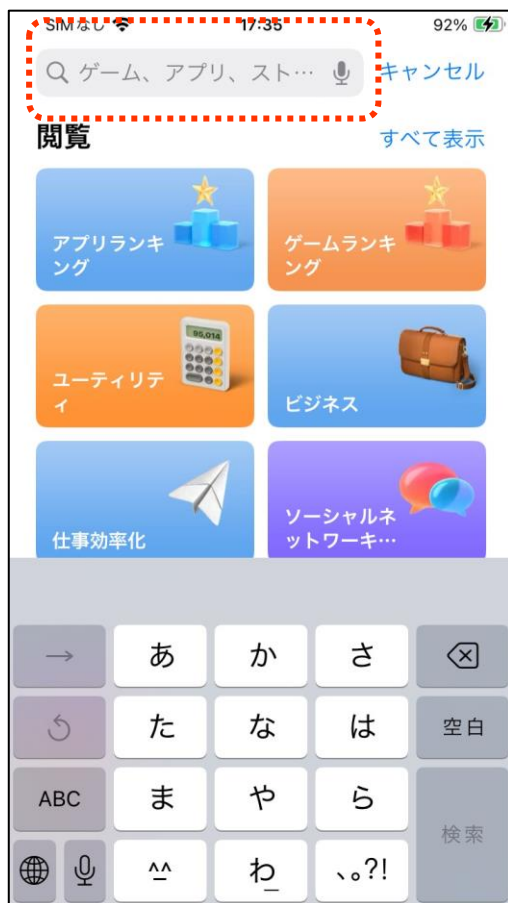 SIMなし 17:35 92%
ゲーム、アプリ、スト… キャンセル
閲覧 すべて表示
アプリランキ
ング
ゲームランキ
ング
95,014
ユーティリテ
ィ
ビジネス
仕事効率化
ソーシャルネ
ットワーキ…
→ あ か さ
た な は 空白
ABC ま や ら
検索
^^ わ_ 、。?!